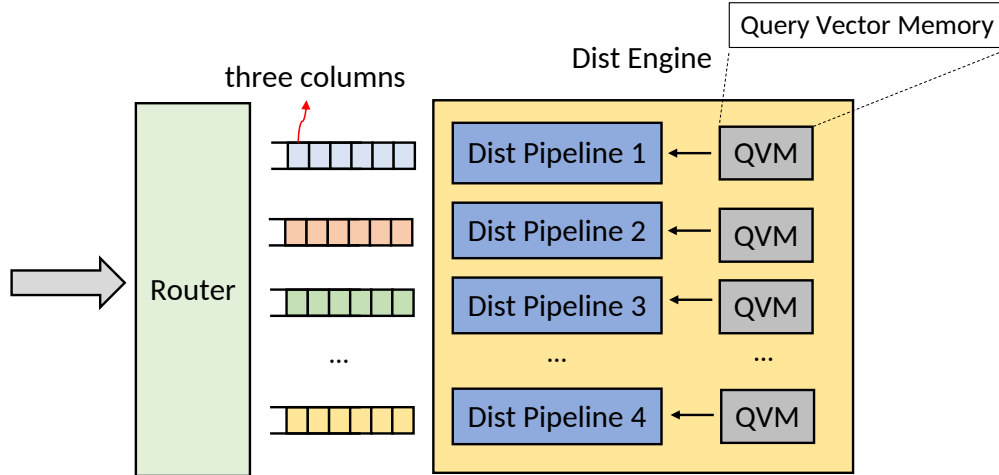 Query Vector Memory
Dist Engine
three columns
Dist Pipeline 1
QVM
Dist Pipeline 2
QVM
Router
Dist Pipeline 3
QVM
...
...
...
Dist Pipeline 4
QVM